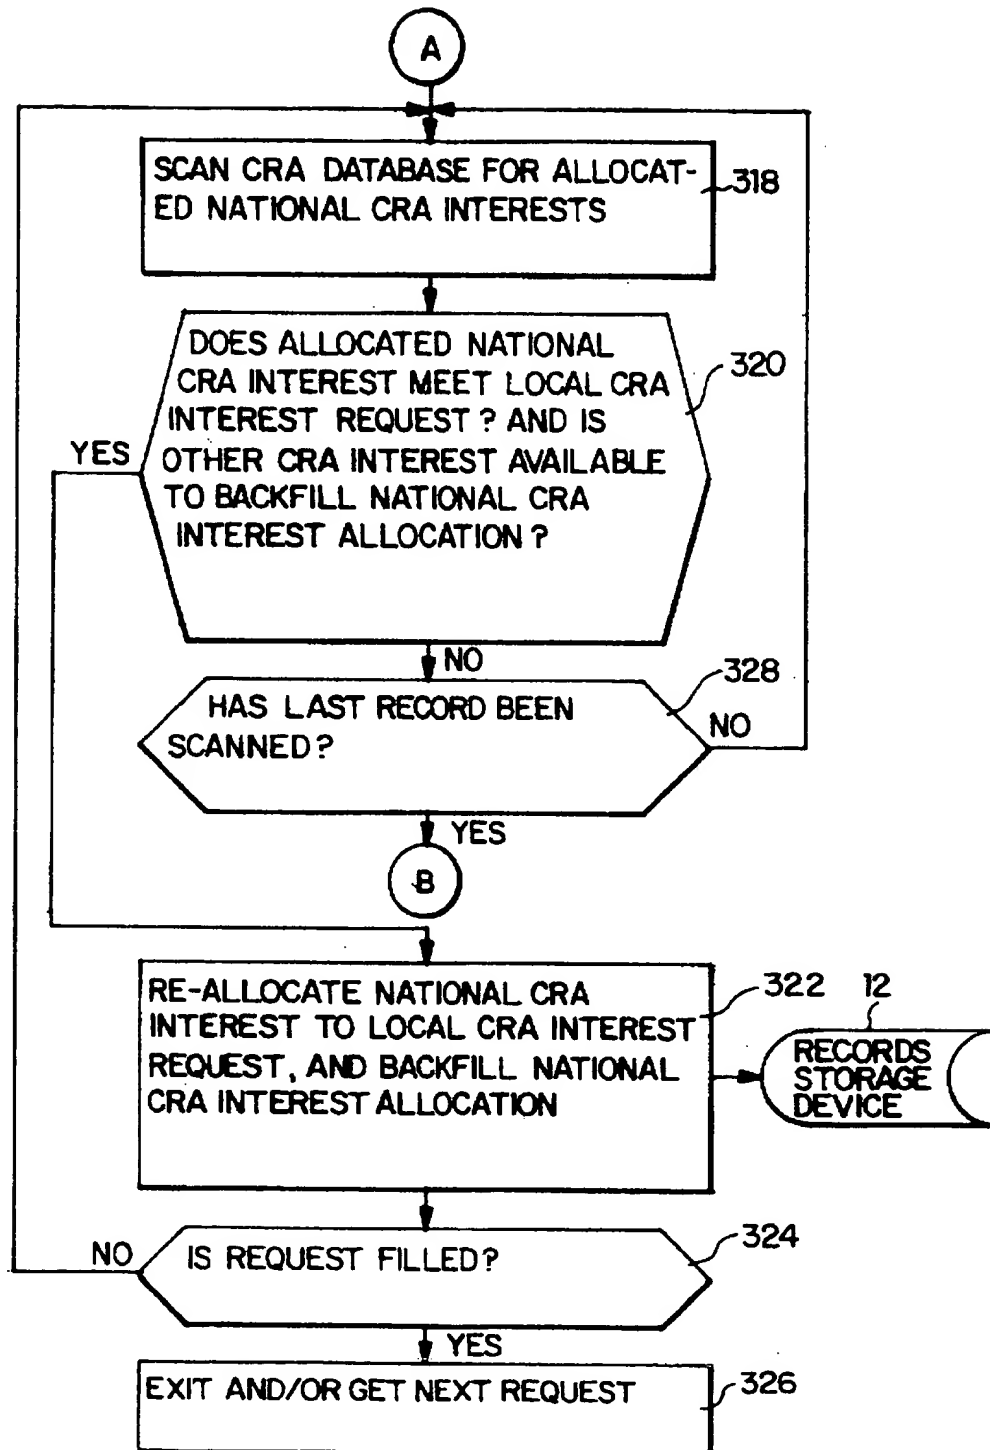 A
SCAN CRA DATABASE FOR ALLOCAT-
ED NATIONAL CRA INTERESTS
318
DOES ALLOCATED NATIONAL
CRA INTEREST MEET LOCAL CRA
INTEREST REQUEST? AND IS
OTHER CRA INTEREST AVAILABLE
TO BACKFILL NATIONAL CRA
INTEREST ALLOCATION?
320
YES
NO
328
HAS LAST RECORD BEEN
SCANNED?
NO
YES
B
RE-ALLOCATE NATIONAL CRA
INTEREST TO LOCAL CRA INTEREST
REQUEST, AND BACKFILL NATIONAL
CRA INTEREST ALLOCATION
322
12
RECORDS
STORAGE
DEVICE
NO
IS REQUEST FILLED?
324
YES
EXIT AND/OR GET NEXT REQUEST
326